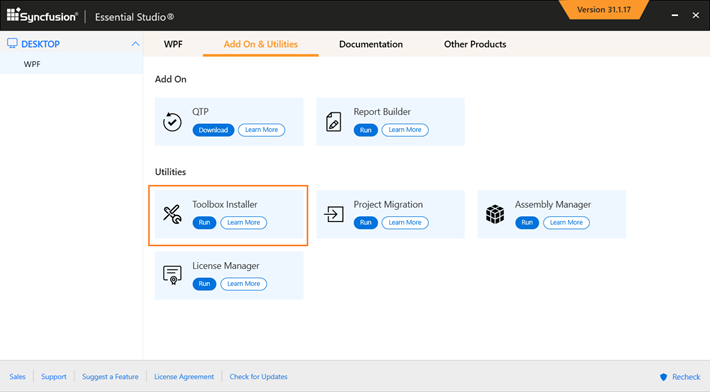 Syncfusion® Essential Studio®
Version 31.1.17
DESKTOP
WPF
WPF Add On & Utilities Documentation Other Products
Add On
QTP
Download Learn More
Report Builder
Run Learn More
Utilities
Toolbox Installer
Run Learn More
Project Migration
Run Learn More
Assembly Manager
Run Learn More
License Manager
Run Learn More
Sales Support Suggest a Feature License Agreement Check for Updates Recheck